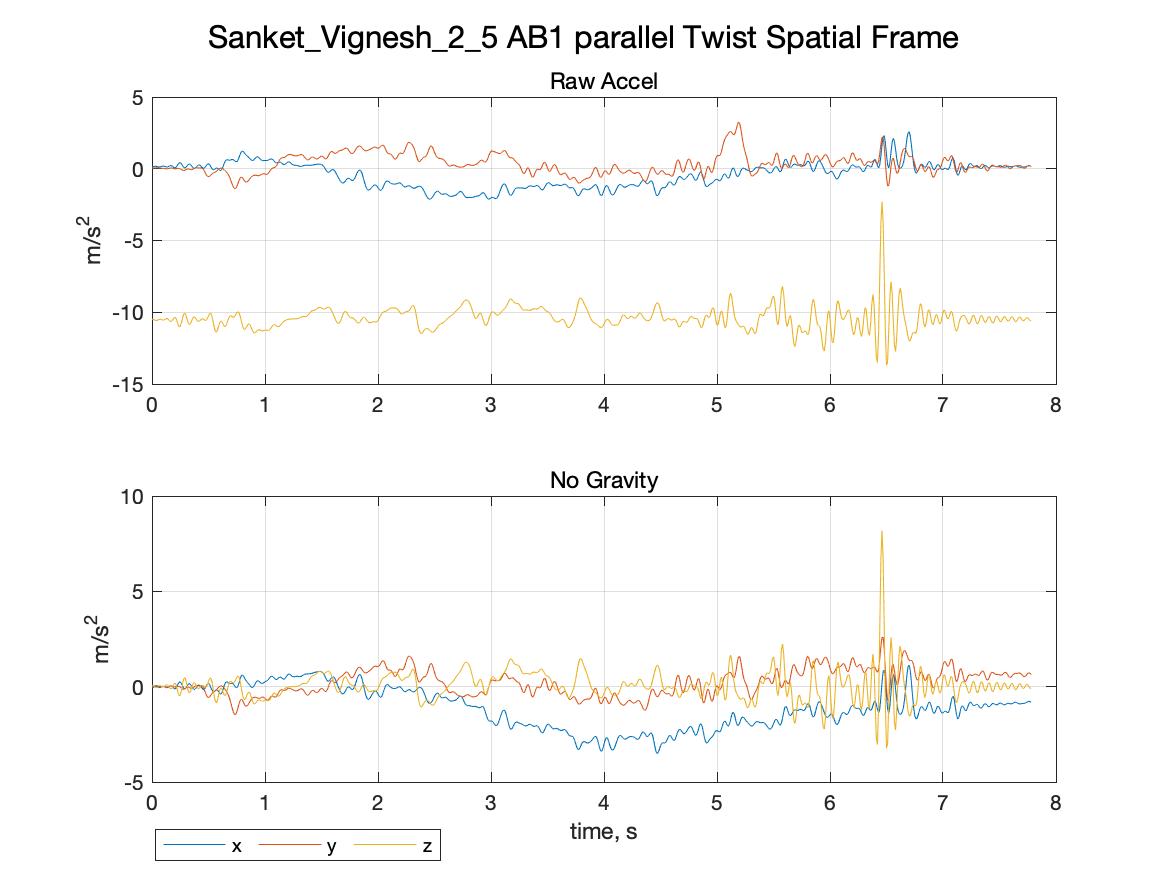 Sanket_Vignesh_2_5 AB1 parallel Twist Spatial Frame
Raw Accel
5
0
-5
-10
-15
m/s²
0 1 2 3 4 5 6 7 8
No Gravity
10
5
0
-5
m/s²
0 1 2 3 4 5 6 7 8
time, s
x y z